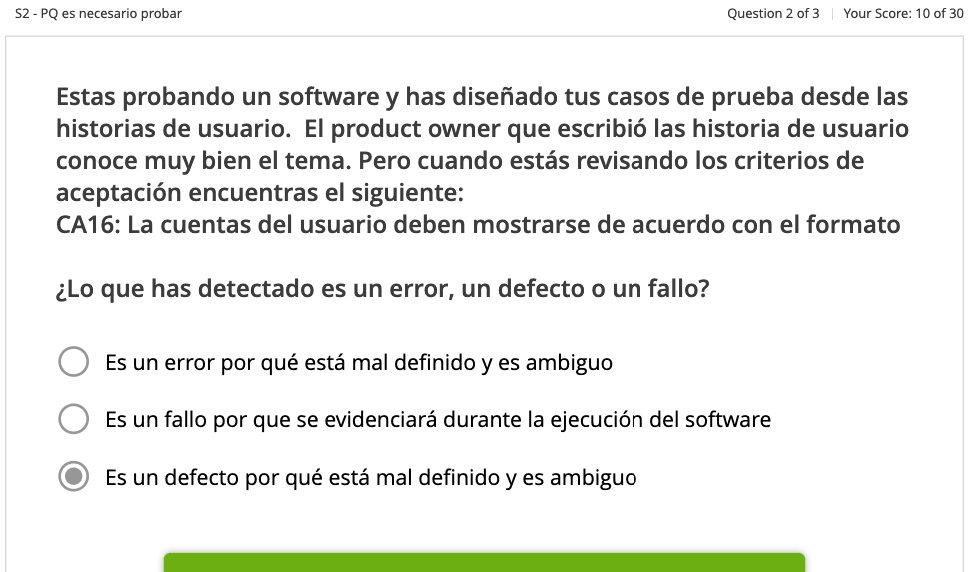 S2 - PQ es necesario probar
Question 2 of 3
Your Score: 10 of 30
Estas probando un software y has diseñado tus casos de prueba desde las
historias de usuario.  El product owner que escribió las historia de usuario
conoce muy bien el tema. Pero cuando estás revisando los criterios de
aceptación encuentras el siguiente:
CA16: La cuentas del usuario deben mostrarse de acuerdo con el formato
¿Lo que has detectado es un error, un defecto o un fallo?
Es un error por qué está mal definido y es ambiguo
Es un fallo por que se evidenciará durante la ejecución del software
Es un defecto por qué está mal definido y es ambiguo